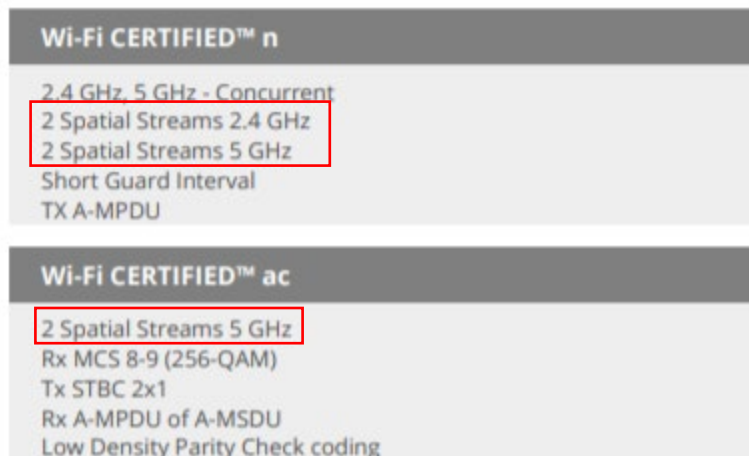 Wi-Fi CERTIFIED™ n
2.4 GHz, 5 GHz - Concurrent
2 Spatial Streams 2.4 GHz
2 Spatial Streams 5 GHz
Short Guard Interval
TX A-MPDU
Wi-Fi CERTIFIED™ ac
2 Spatial Streams 5 GHz
Rx MCS 8-9 (256-QAM)
Tx STBC 2x1
Rx A-MPDU of A-MSDU
Low Density Parity Check coding